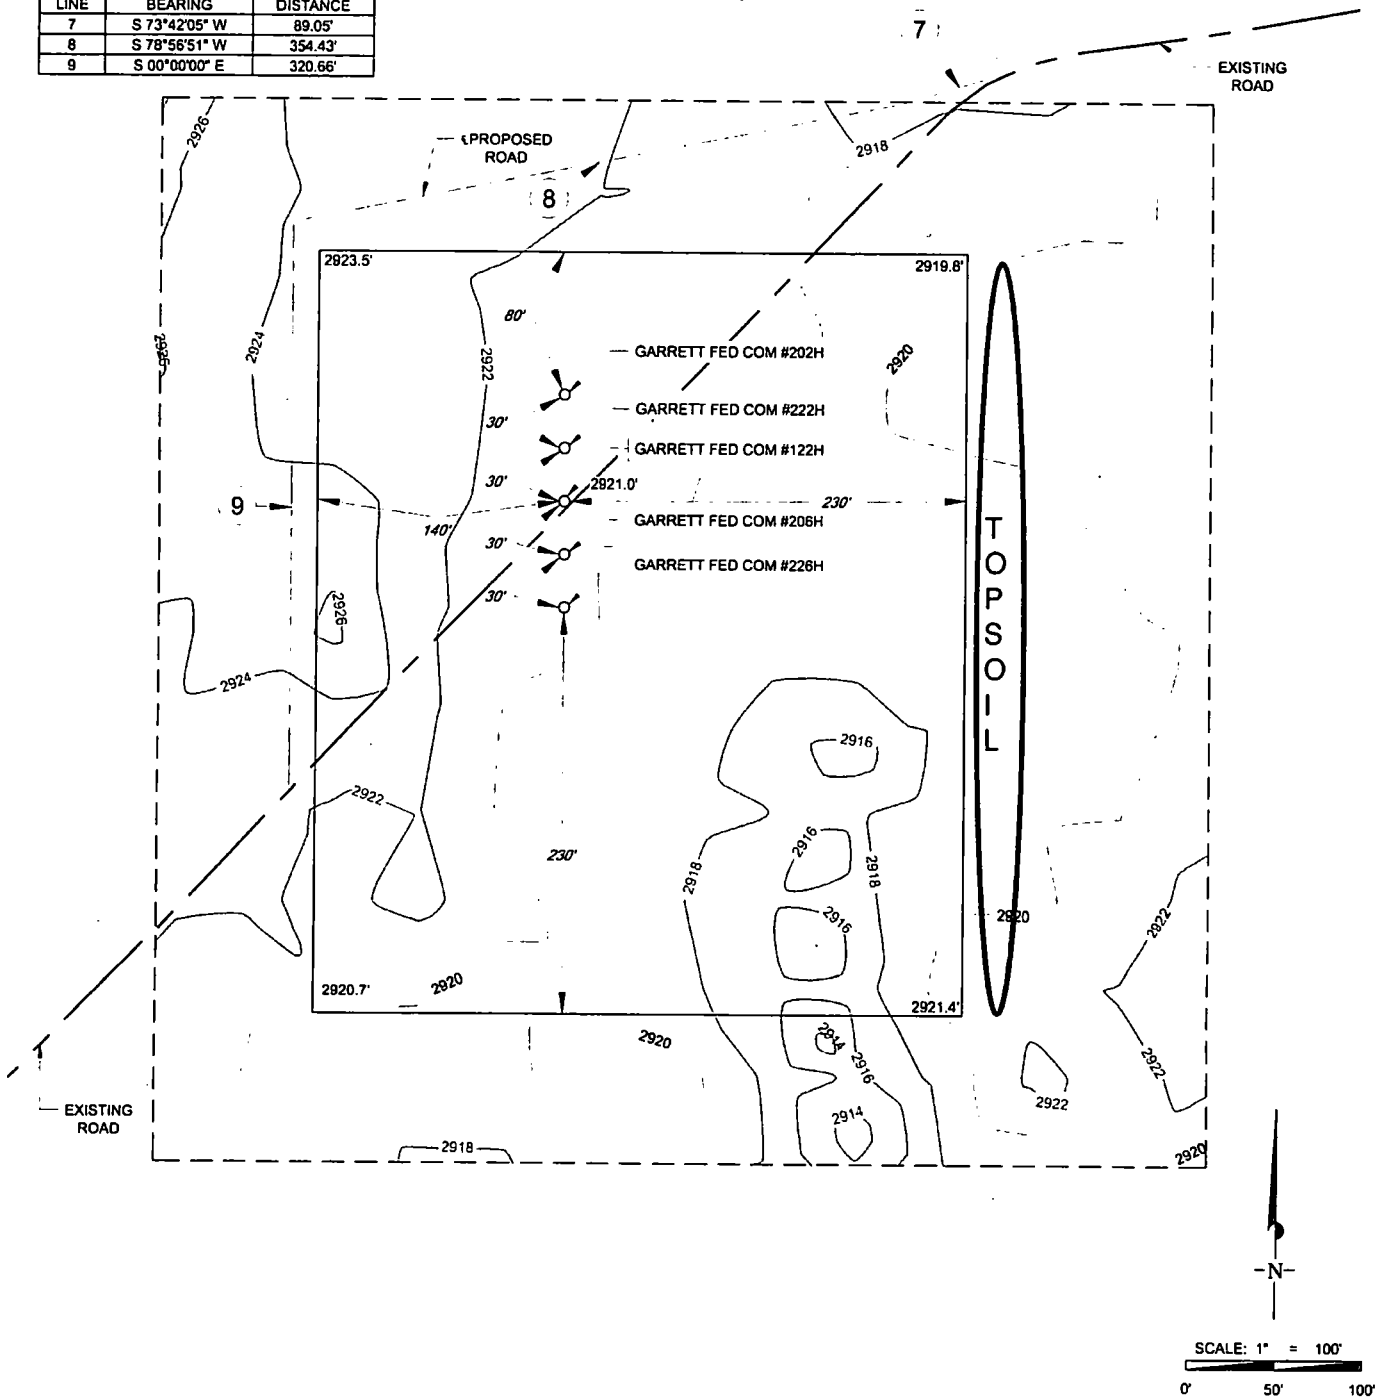 LINE BEARING DISTANCE
7 S 73°42'05" W 89.05'
8 S 78°56'51" W 354.43'
9 S 00°00'00" E 320.66'
7
EXISTING
ROAD
2926
PROPOSED
ROAD
2918
8
2923.5'
2919.8'
80'
2926
2924
2922
GARRETT FED COM #202H
2920
30'
GARRETT FED COM #222H
GARRETT FED COM #122H
30'
2921.0'
9
140'
230'
GARRETT FED COM #206H
30'
GARRETT FED COM #226H
30'
2926
TOPSOIL
2924
2916
2922
2916
2918
230'
2918
2916
2920
2922
2920.7'
2920
2921.4'
2920
2914
2916
2922
2922
EXISTING
ROAD
2914
2918
2920
-N-
SCALE: 1" = 100'
0' 50' 100'